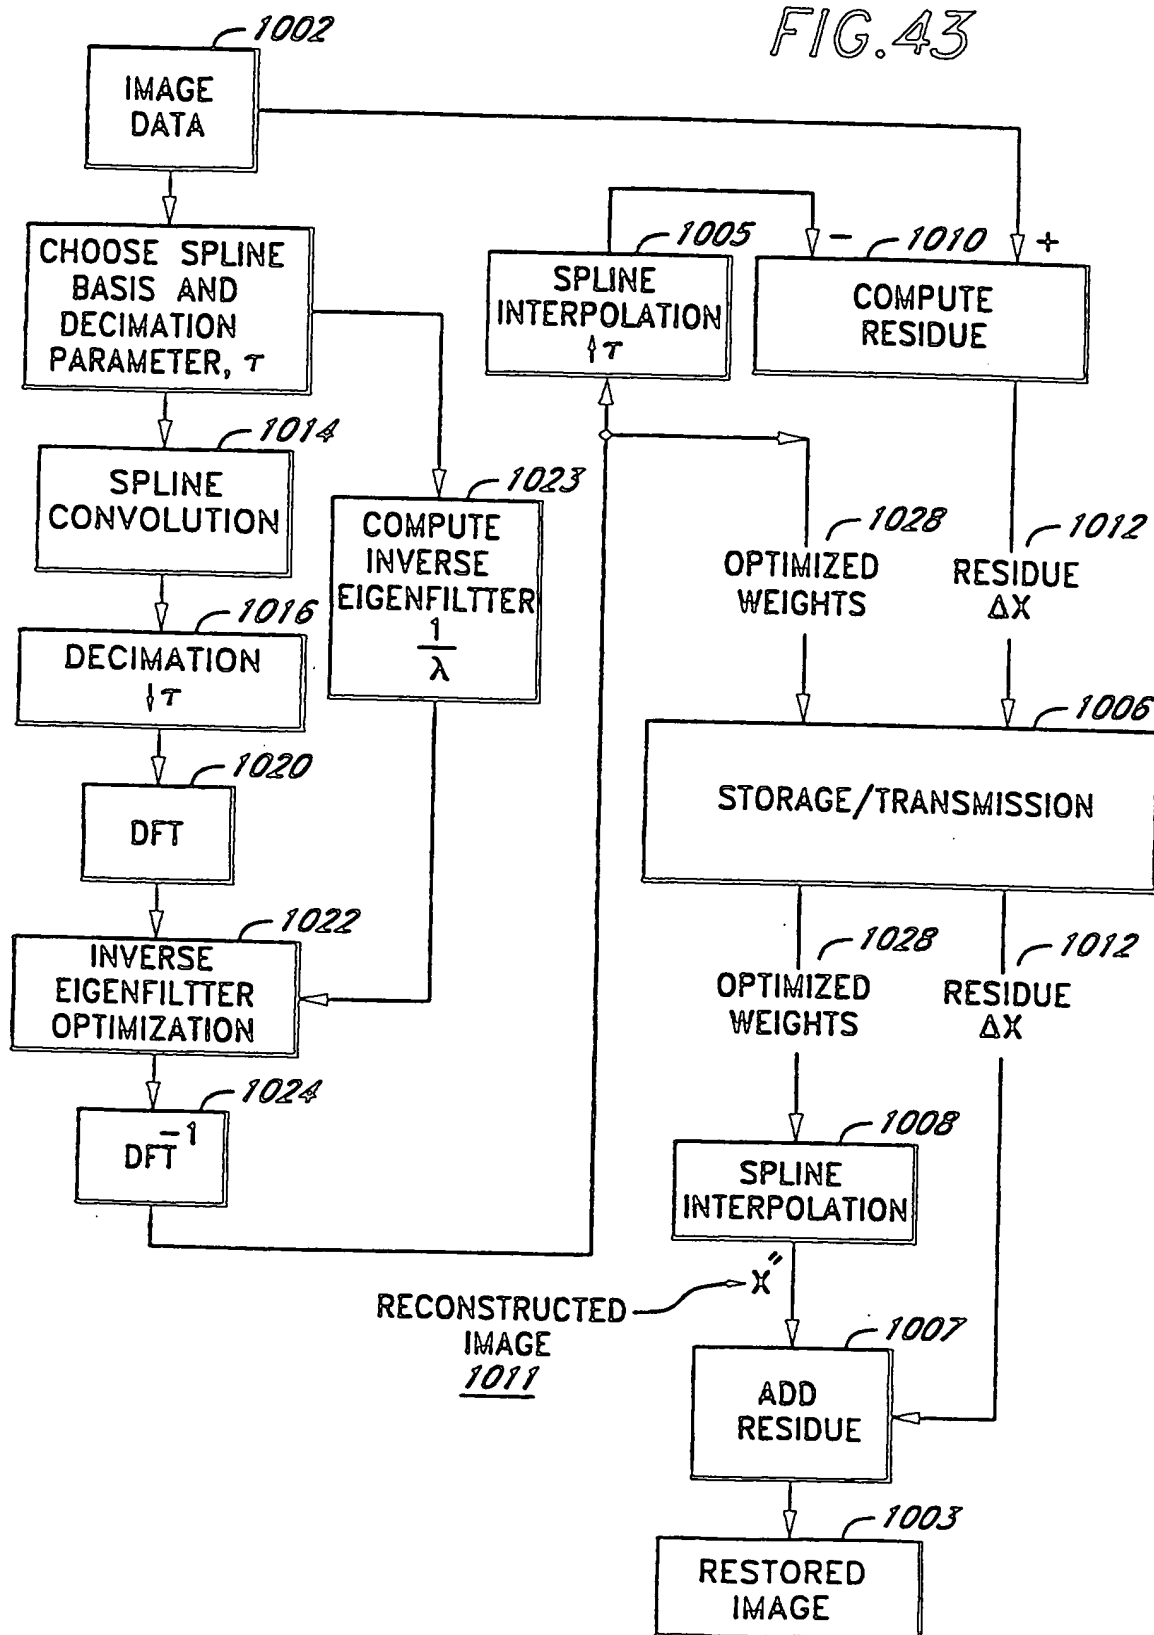 FIG.43
1002
IMAGE
DATA
CHOOSE SPLINE
BASIS AND
DECIMATION
PARAMETER, τ
1005
SPLINE
INTERPOLATION
↑τ
-
1010
+
COMPUTE
RESIDUE
1014
SPLINE
CONVOLUTION
1023
COMPUTE
INVERSE
EIGENFILTTER
1
λ
1028
OPTIMIZED
WEIGHTS
1012
RESIDUE
ΔX
1016
DECIMATION
↓τ
1006
STORAGE/TRANSMISSION
1020
DFT
1022
INVERSE
EIGENFILTTER
OPTIMIZATION
1028
OPTIMIZED
WEIGHTS
1012
RESIDUE
ΔX
1024
DFT-1
1008
SPLINE
INTERPOLATION
X"
RECONSTRUCTED
IMAGE
1011
1007
ADD
RESIDUE
1003
RESTORED
IMAGE